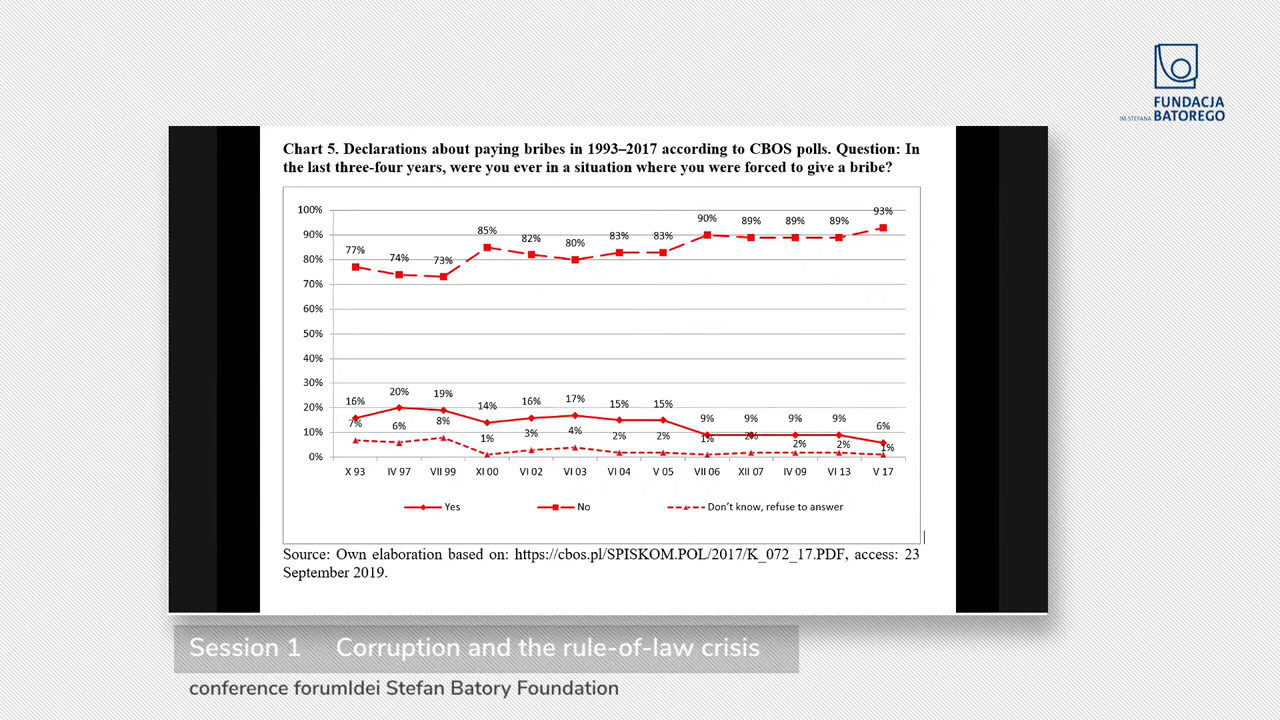 FUNDACJA
IM. STEFANA BATOREGO
Chart 5. Declarations about paying bribes in 1993–2017 according to CBOS polls. Question: In
the last three-four years, were you ever in a situation where you were forced to give a bribe?
100%
90%
80%
70%
60%
50%
40%
30%
20%
10%
0%
77% 74% 73% 85% 82% 80% 83% 83% 90% 89% 89% 89% 93%
16% 20% 19% 14% 16% 17% 15% 15% 9% 9% 9% 9% 6%
7% 6% 8% 1% 3% 4% 2% 2% 1% 2% 2% 2% 1%
X 93 IV 97 VII 99 XI 00 VI 02 VI 03 VI 04 V 05 VII 06 XII 07 IV 09 VI 13 V 17
Yes No Don't know, refuse to answer
Source: Own elaboration based on: https://cbos.pl/SPISKOM.POL/2017/K_072_17.PDF, access: 23
September 2019.
Session 1 Corruption and the rule-of-law crisis
conference forumIdei Stefan Batory Foundation